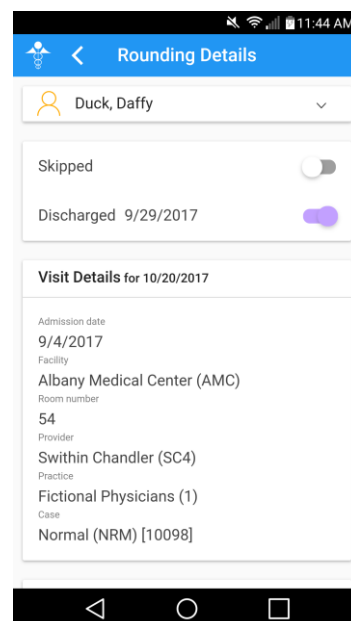 11:44 AM
Rounding Details
Duck, Daffy
Skipped
Discharged 9/29/2017
Visit Details for 10/20/2017
Admission date
9/4/2017
Facility
Albany Medical Center (AMC)
Room number
54
Provider
Swithin Chandler (SC4)
Practice
Fictional Physicians (1)
Case
Normal (NRM) [10098]